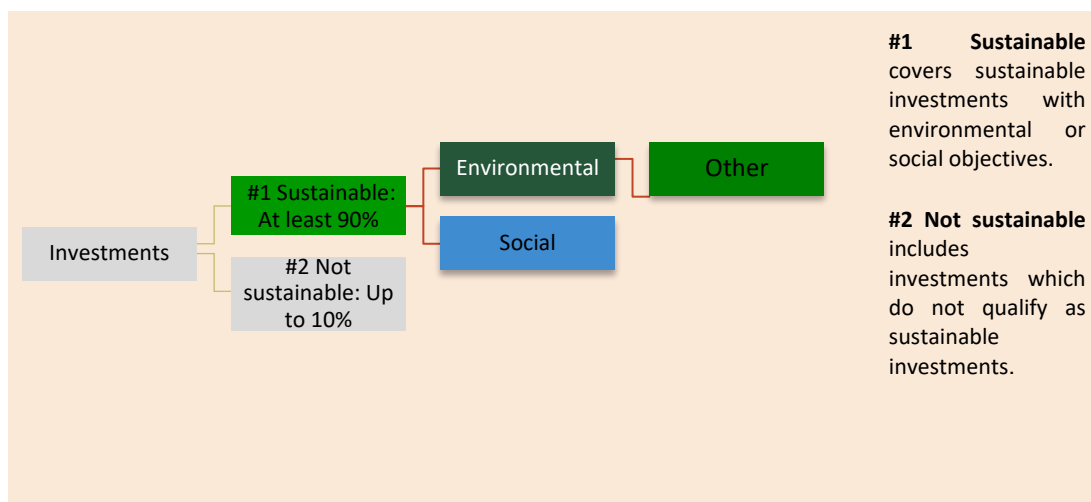 Investments
#1 Sustainable:
At least 90%
#2 Not
sustainable: Up
to 10%
Environmental
Social
Other
#1 Sustainable
covers sustainable
investments with
environmental or
social objectives.
#2 Not sustainable
includes
investments which
do not qualify as
sustainable
investments.